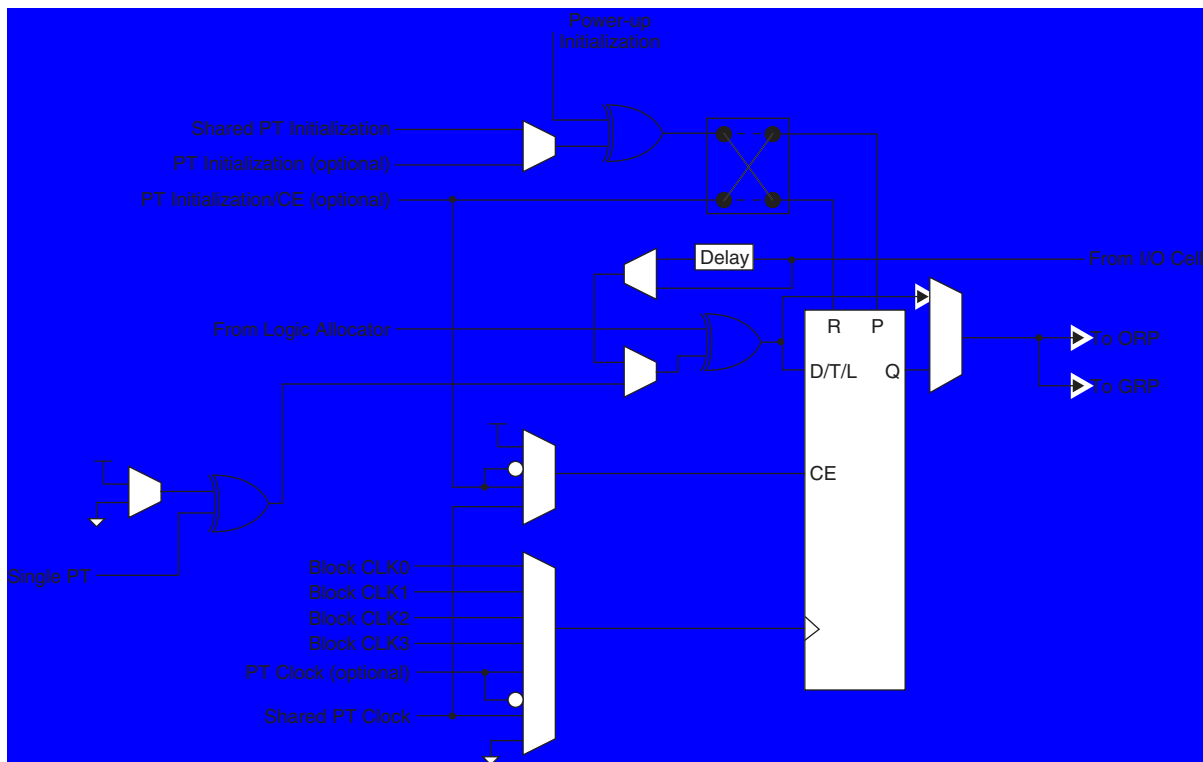 Power-up
Initialization
Shared PT Initialization
PT Initialization (optional)
PT Initialization/CE (optional)
Delay
From I/O Cell
From Logic Allocator
R
P
To ORP
D/T/L
Q
To GRP
CE
Single PT
Block CLK0
Block CLK1
Block CLK2
Block CLK3
PT Clock (optional)
Shared PT Clock